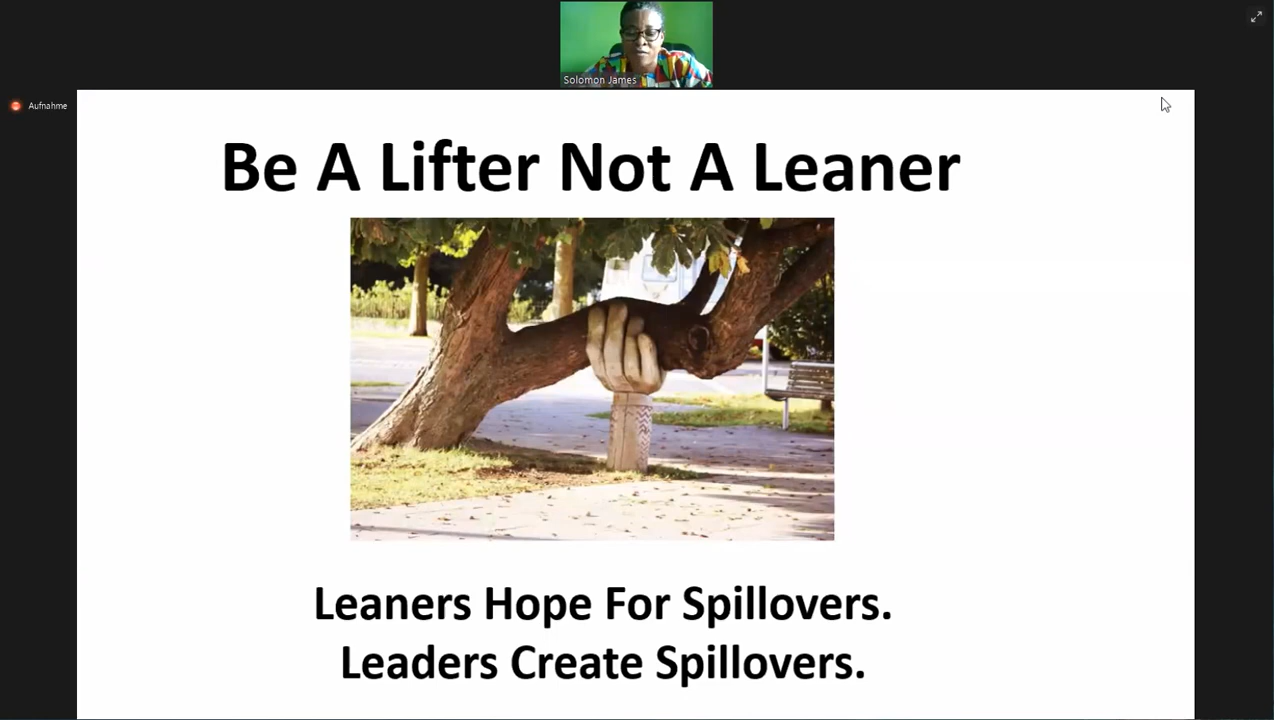 Solomon James
Aufnahme
Be A Lifter Not A Leaner
Leaners Hope For Spillovers.
Leaders Create Spillovers.